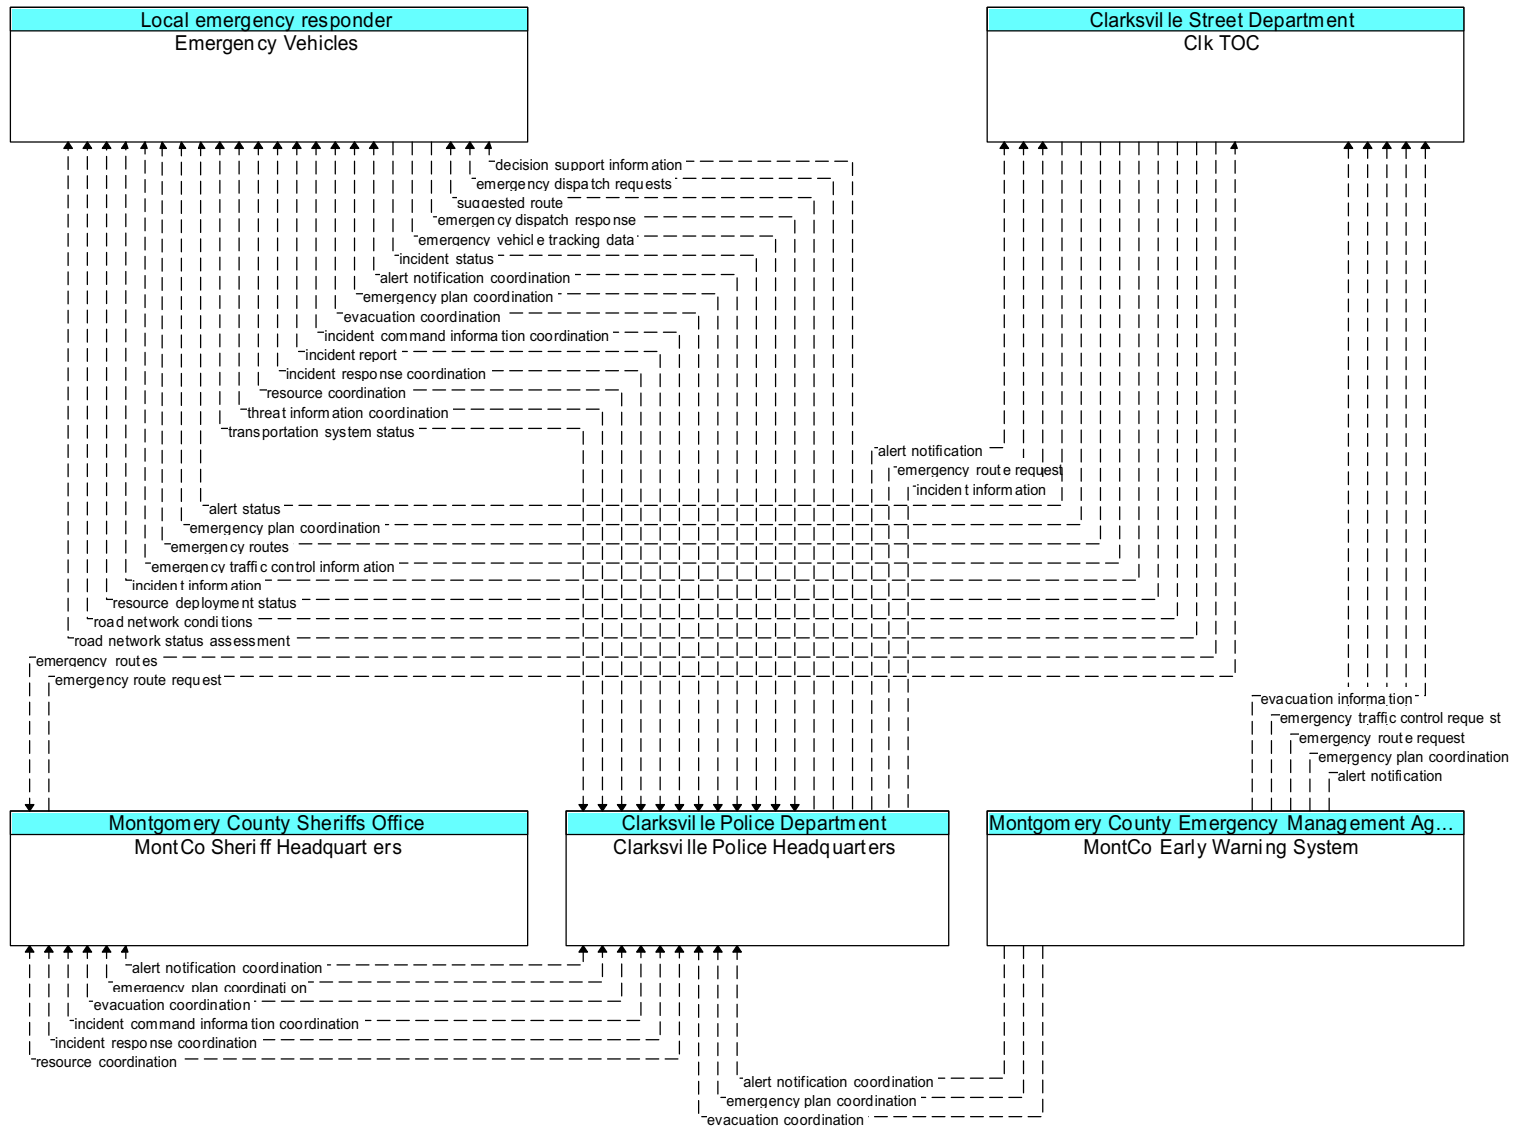 Local emergency responder
Emergency Vehicles
Clarksville Street Department
Clk TOC
decision support information
emergency dispatch requests
suggested route
emergency dispatch response
emergency vehicle tracking data
incident status
alert notification coordination
emergency plan coordination
evacuation coordination
incident command information coordination
incident report
incident response coordination
resource coordination
threat information coordination
transportation system status
alert notification
emergency route request
incident information
alert status
emergency plan coordination
emergency routes
emergency traffic control information
incident information
resource deployment status
road network conditions
road network status assessment
emergency routes
emergency route request
evacuation information
emergency traffic control request
emergency route request
emergency plan coordination
alert notification
Montgomery County Sheriffs Office
MontCo Sheriff Headquarters
Clarksville Police Department
Clarksville Police Headquarters
Montgomery County Emergency Management Ag...
MontCo Early Warning System
alert notification coordination
emergency plan coordination
evacuation coordination
incident command information coordination
incident response coordination
resource coordination
alert notification coordination
emergency plan coordination
evacuation coordination